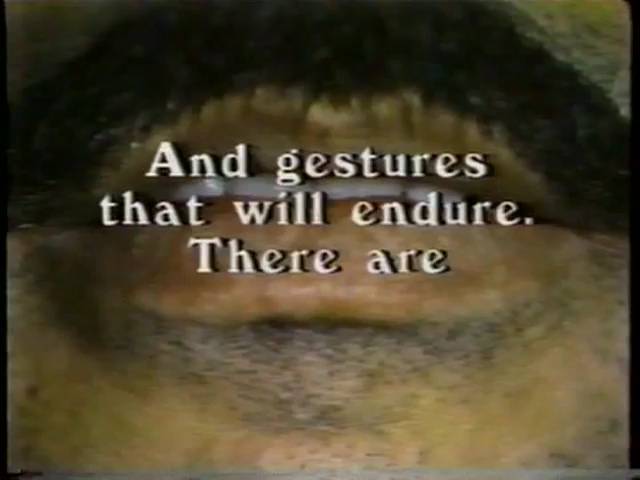 And gestures
that will endure.
There are